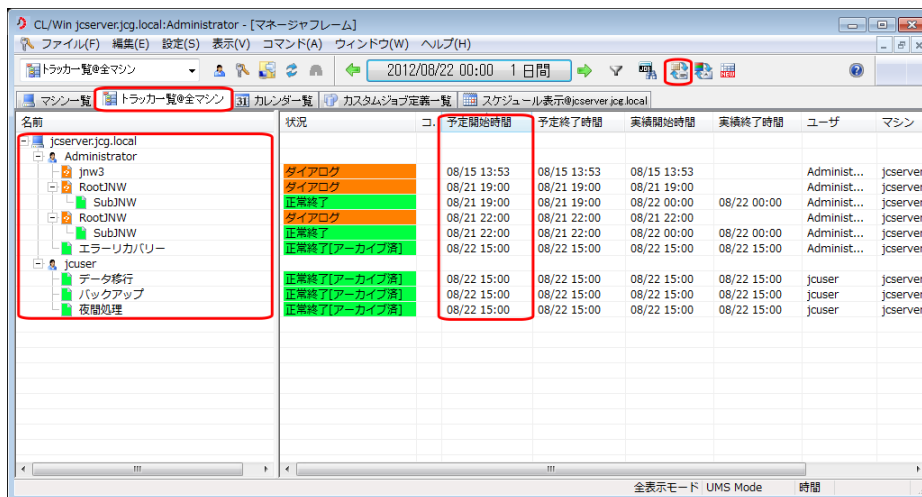 CL/Win jcserver.jcg.local:Administrator - [マネージャフレーム]
ファイル(F) 編集(E) 設定(S) 表示(V) コマンド(A) ウィンドウ(W) ヘルプ(H)
トラッカ一覧@全マシン 2012/08/22 00:00 1 日間
マシン一覧 トラッカ一覧@全マシン 31 カレンダ一覧 カスタムジョブ定義一覧 スケジュール表示@jcserver.jcg.local
名前 状況 コ. 予定開始時間 予定終了時間 実績開始時間 実績終了時間 ユーザ マシン
jcserver.jcg.local
Administrator
jnw3 ダイアログ 08/15 13:53 08/15 13:53 08/15 13:53 Administ... jcserver
RootJNW ダイアログ 08/21 19:00 08/21 19:00 08/21 19:00 Administ... jcserver
SubJNW 正常終了 08/21 19:00 08/21 19:00 08/22 00:00 08/22 00:00 Administ... jcserver
RootJNW ダイアログ 08/21 22:00 08/21 22:00 08/21 22:00 Administ... jcserver
SubJNW 正常終了 08/21 22:00 08/21 22:00 08/22 00:00 08/22 00:00 Administ... jcserver
エラーリカバリー 正常終了[アーカイブ済] 08/22 15:00 08/22 15:00 08/22 15:00 08/22 15:00 Administ... jcserver
jcuser
データ移行 正常終了[アーカイブ済] 08/22 15:00 08/22 15:00 08/22 15:00 08/22 15:00 jcuser jcserver
バックアップ 正常終了[アーカイブ済] 08/22 15:00 08/22 15:00 08/22 15:00 08/22 15:00 jcuser jcserver
夜間処理 正常終了[アーカイブ済] 08/22 15:00 08/22 15:00 08/22 15:00 08/22 15:00 jcuser jcserver
全表示モード UMS Mode 時間